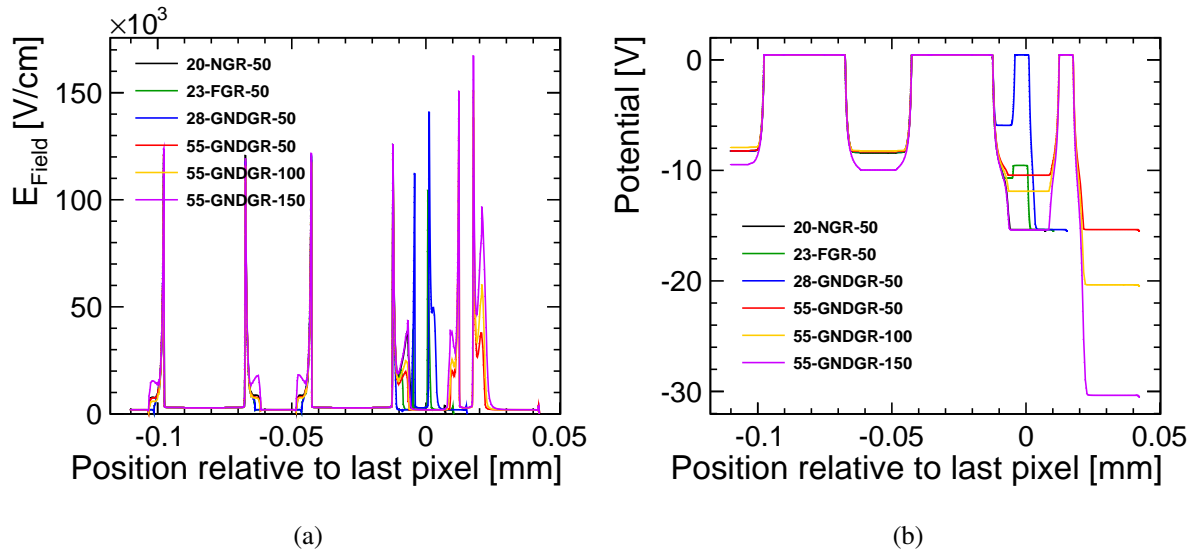 ×10³
E_Field [V/cm]
150
100
50
0
-0.1
-0.05
0
0.05
Position relative to last pixel [mm]
20-NGR-50
23-FGR-50
28-GNDGR-50
55-GNDGR-50
55-GNDGR-100
55-GNDGR-150
(a)
Potential [V]
0
-10
-20
-30
-0.1
-0.05
0
0.05
Position relative to last pixel [mm]
20-NGR-50
23-FGR-50
28-GNDGR-50
55-GNDGR-50
55-GNDGR-100
55-GNDGR-150
(b)